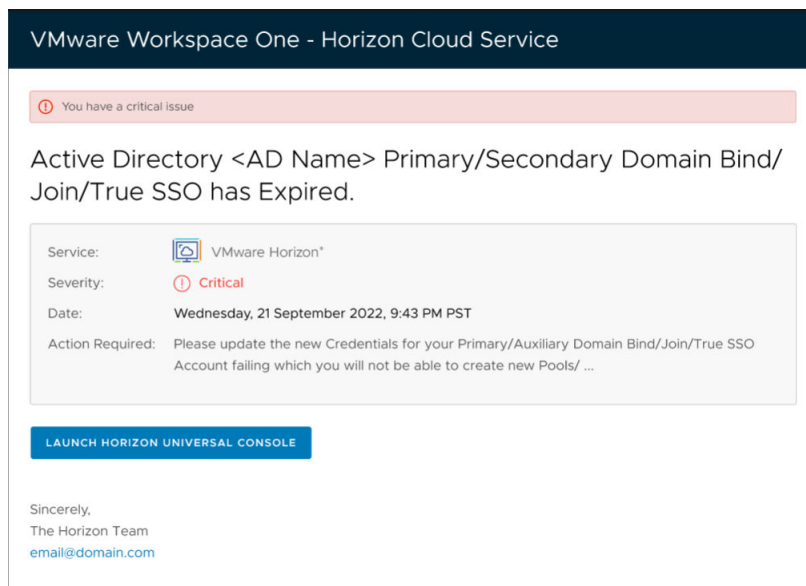 VMware Workspace One - Horizon Cloud Service
You have a critical issue
Active Directory <AD Name> Primary/Secondary Domain Bind/
Join/True SSO has Expired.
Service: VMware Horizon®
Severity: Critical
Date: Wednesday, 21 September 2022, 9:43 PM PST
Action Required: Please update the new Credentials for your Primary/Auxiliary Domain Bind/Join/True SSO
Account failing which you will not be able to create new Pools/ ...
LAUNCH HORIZON UNIVERSAL CONSOLE
Sincerely,
The Horizon Team
email@domain.com